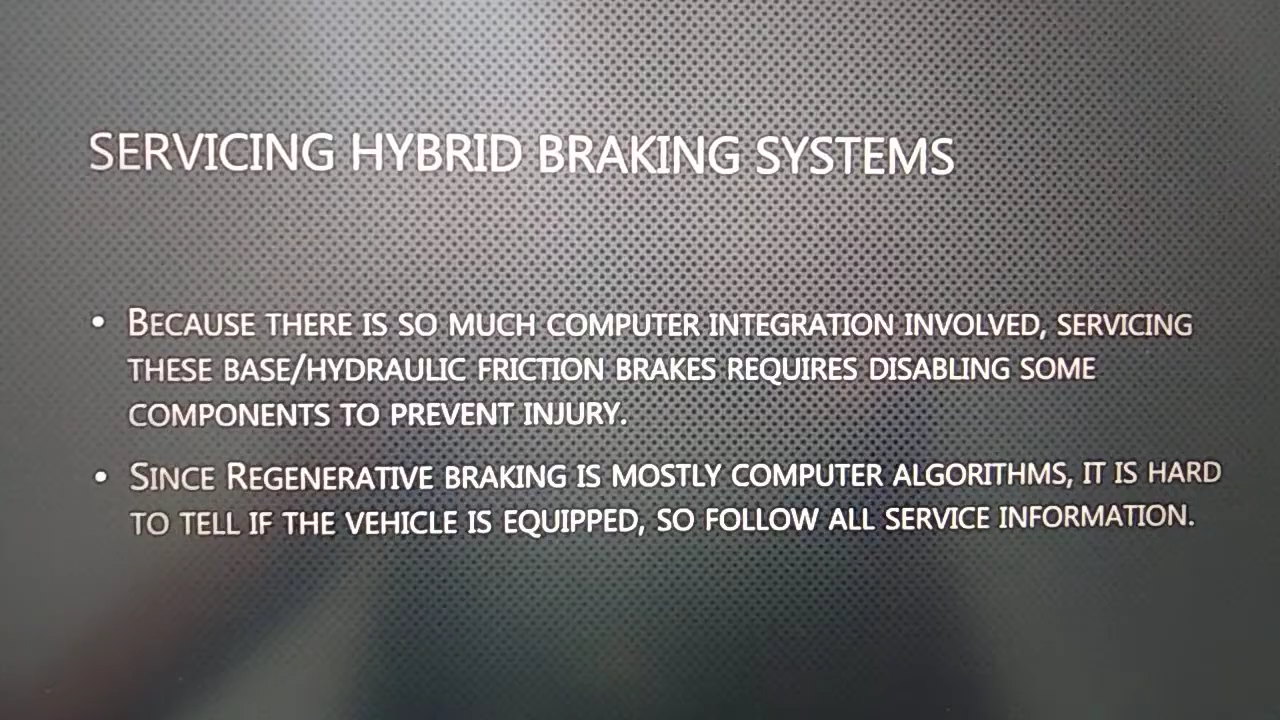 SERVICING HYBRID BRAKING SYSTEMS
• BECAUSE THERE IS SO MUCH COMPUTER INTEGRATION INVOLVED, SERVICING
THESE BASE/HYDRAULIC FRICTION BRAKES REQUIRES DISABLING SOME
COMPONENTS TO PREVENT INJURY.
• SINCE REGENERATIVE BRAKING IS MOSTLY COMPUTER ALGORITHMS, IT IS HARD
TO TELL IF THE VEHICLE IS EQUIPPED, SO FOLLOW ALL SERVICE INFORMATION.